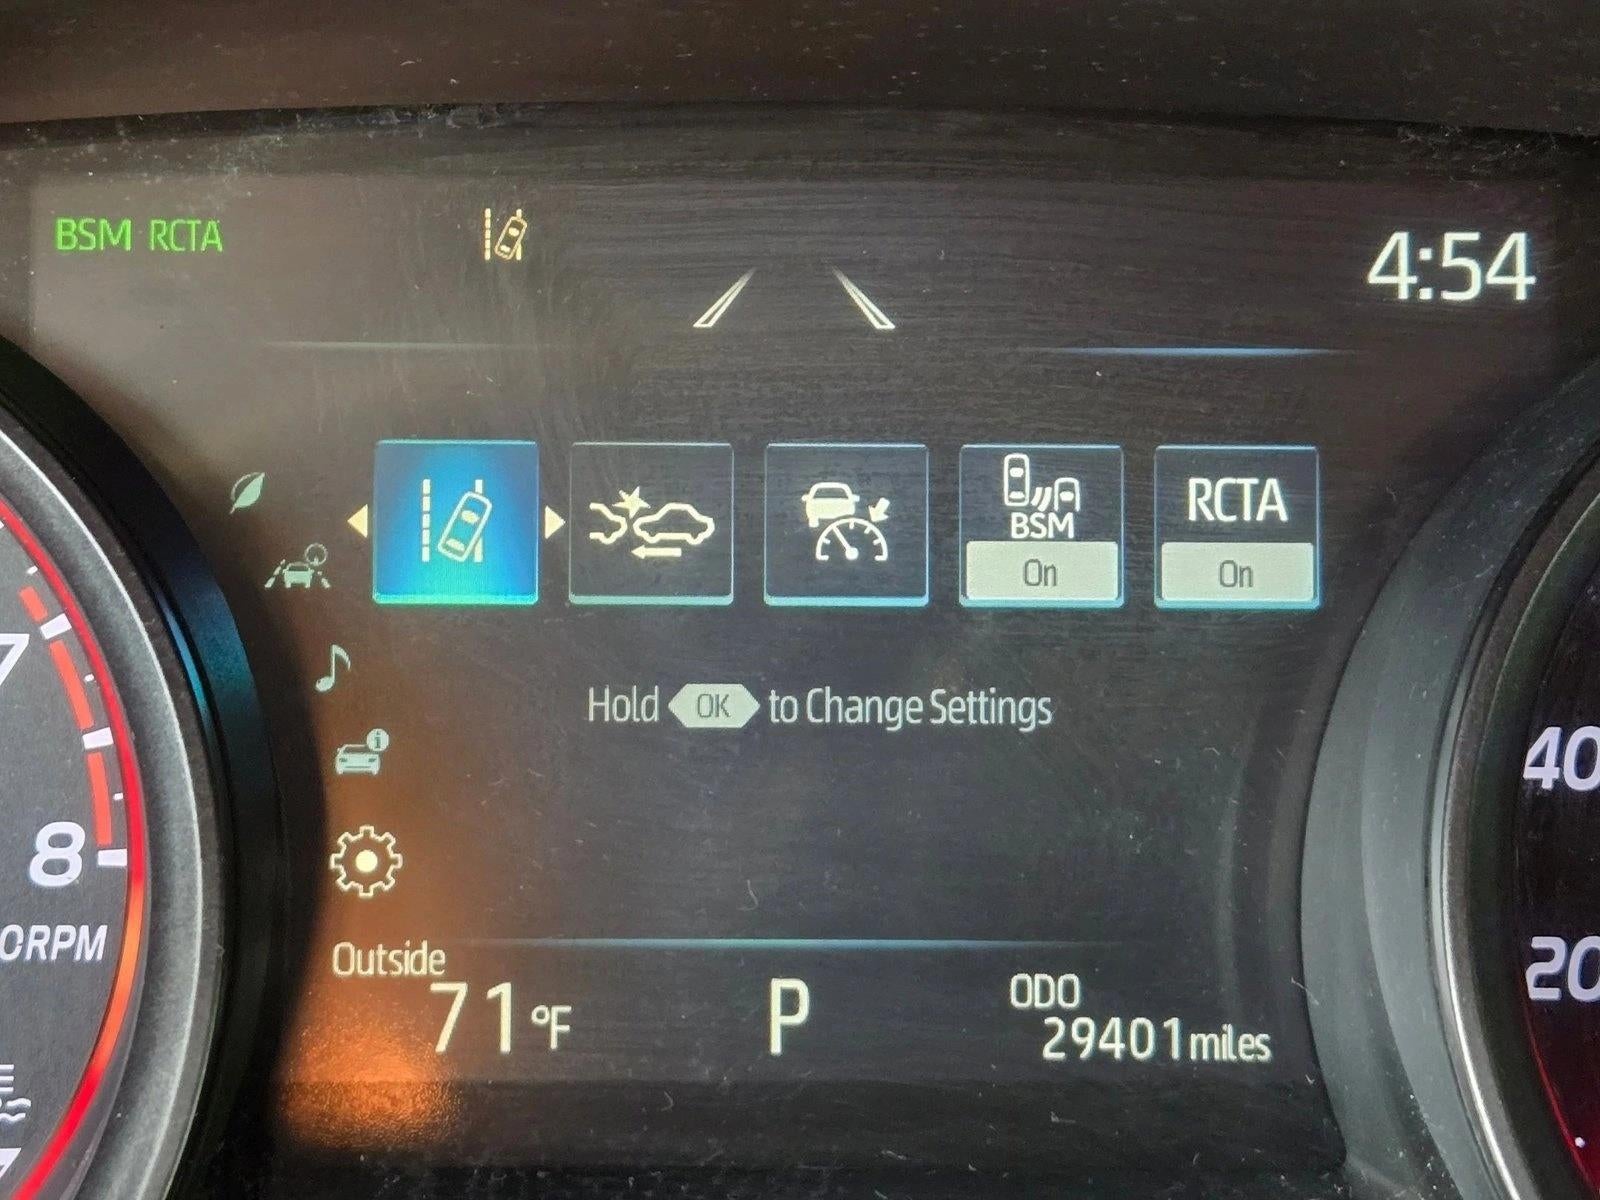 BSM RCTA
4:54
BSM
On
RCTA
On
Hold OK to Change Settings
8
RPM
40
20
Outside
71°F
P
ODO
29401 miles